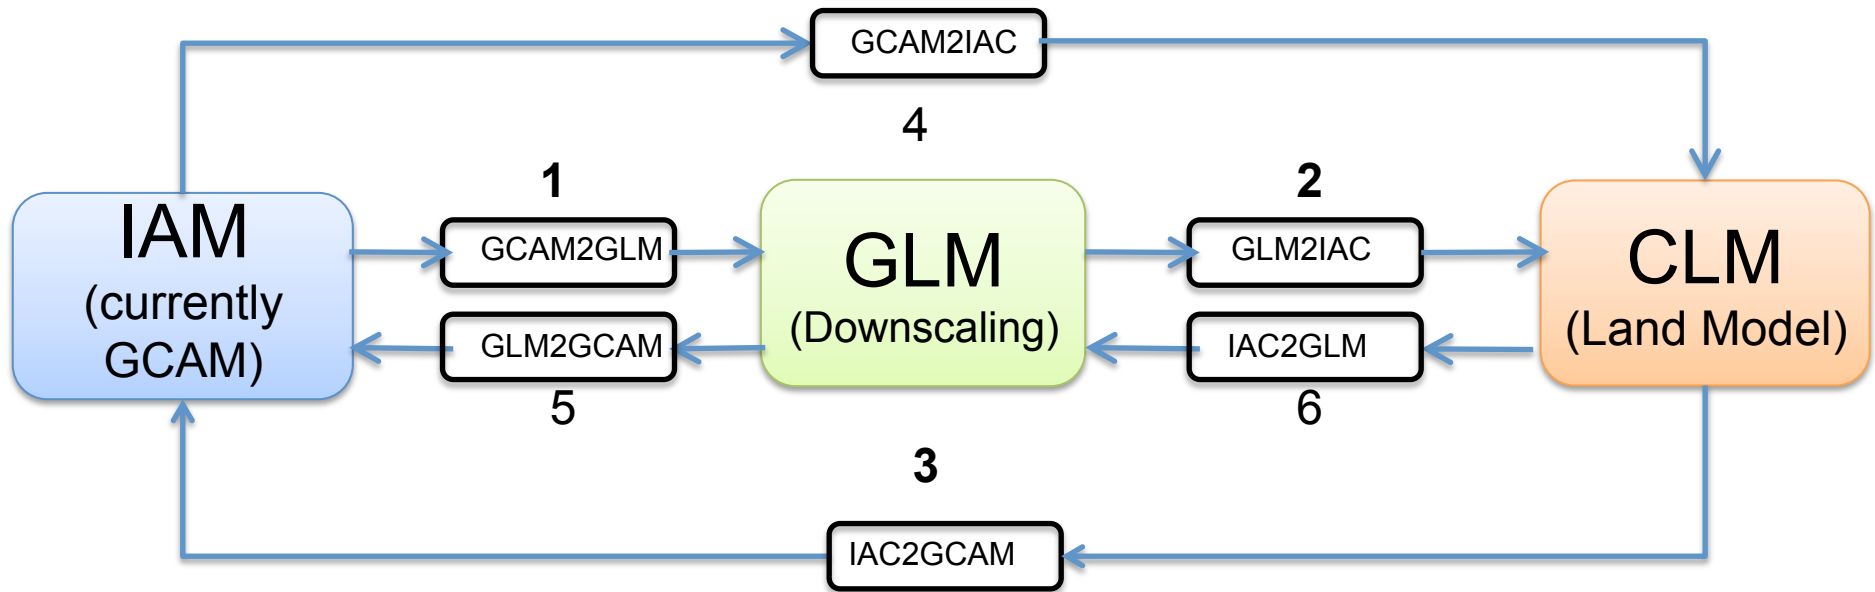 GCAM2IAC
4
1
2
IAM
(currently
GCAM)
GCAM2GLM
GLM2GCAM
5
GLM
(Downscaling)
GLM2IAC
IAC2GLM
6
CLM
(Land Model)
3
IAC2GCAM